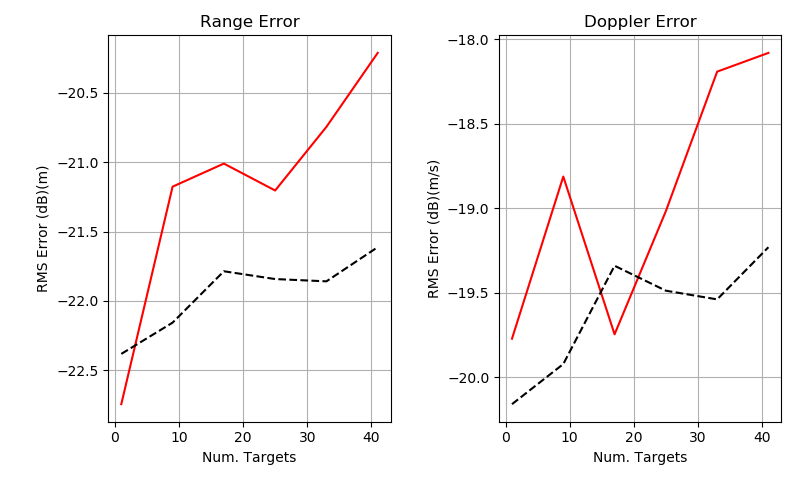 Range Error
−20.5
−21.0
−21.5
−22.0
−22.5
RMS Error (dB)(m)
0 10 20 30 40
Num. Targets
Doppler Error
−18.0
−18.5
−19.0
−19.5
−20.0
RMS Error (dB)(m/s)
0 10 20 30 40
Num. Targets